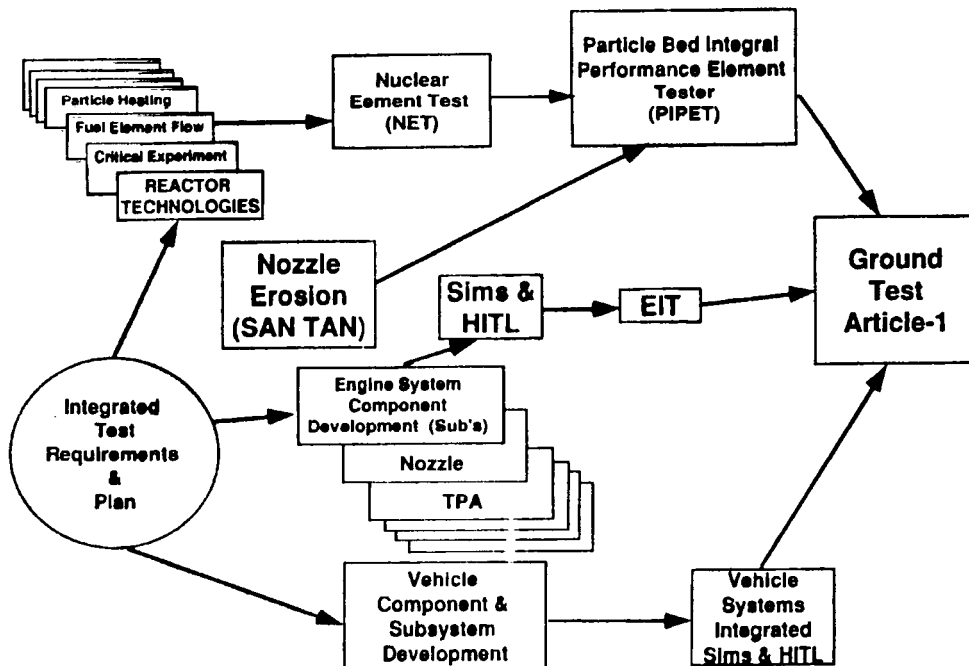 Particle Heating
Fuel Element Flow
Critical Experiment
REACTOR
TECHNOLOGIES
Nuclear
Eement Test
(NET)
Particle Bed Integral
Performance Element
Tester
(PIPET)
Nozzle
Erosion
(SAN TAN)
Sims &
HITL
EIT
Ground
Test
Article-1
Integrated
Test
Requirements
&
Plan
Engine System
Component
Development (Sub's)
Nozzle
TPA
Vehicle
Component &
Subsystem
Development
Vehicle
Systems
Integrated
Sims & HITL